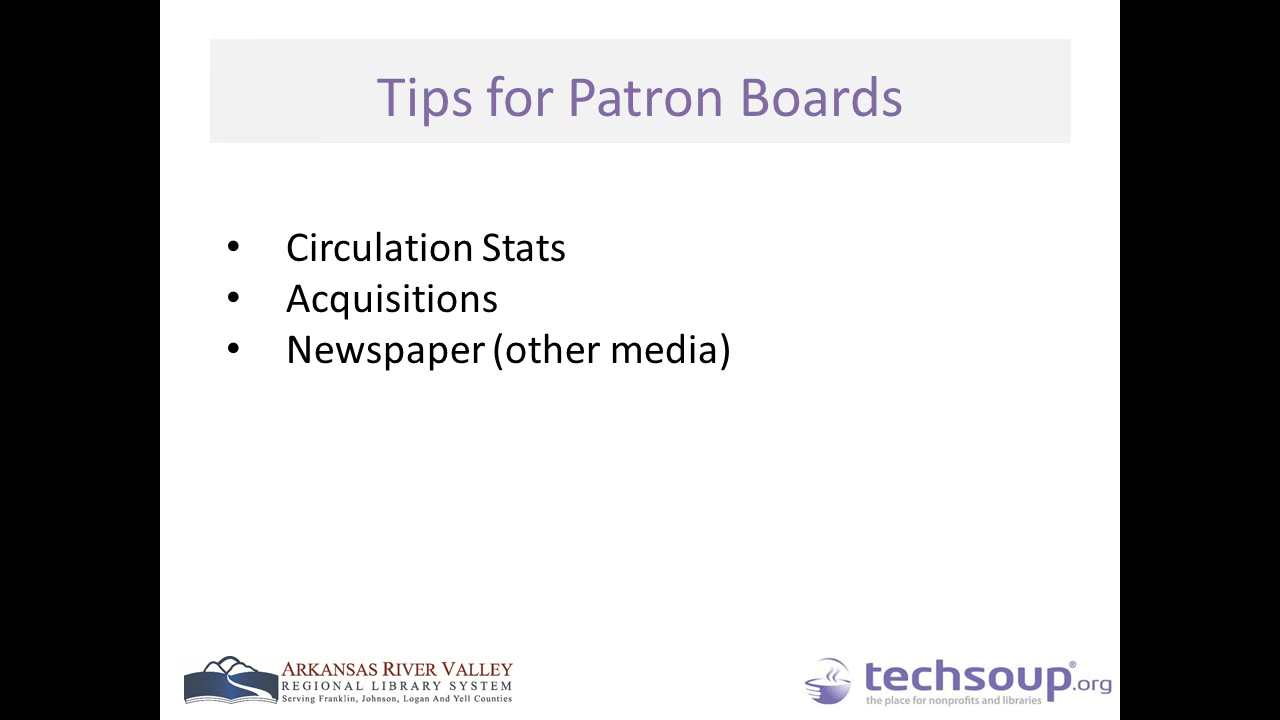 Tips for Patron Boards
• Circulation Stats
• Acquisitions
• Newspaper (other media)
ARKANSAS RIVER VALLEY
REGIONAL LIBRARY SYSTEM
Serving Franklin, Johnson, Logan And Yell Counties
techsoup®.org
the place for nonprofits and libraries